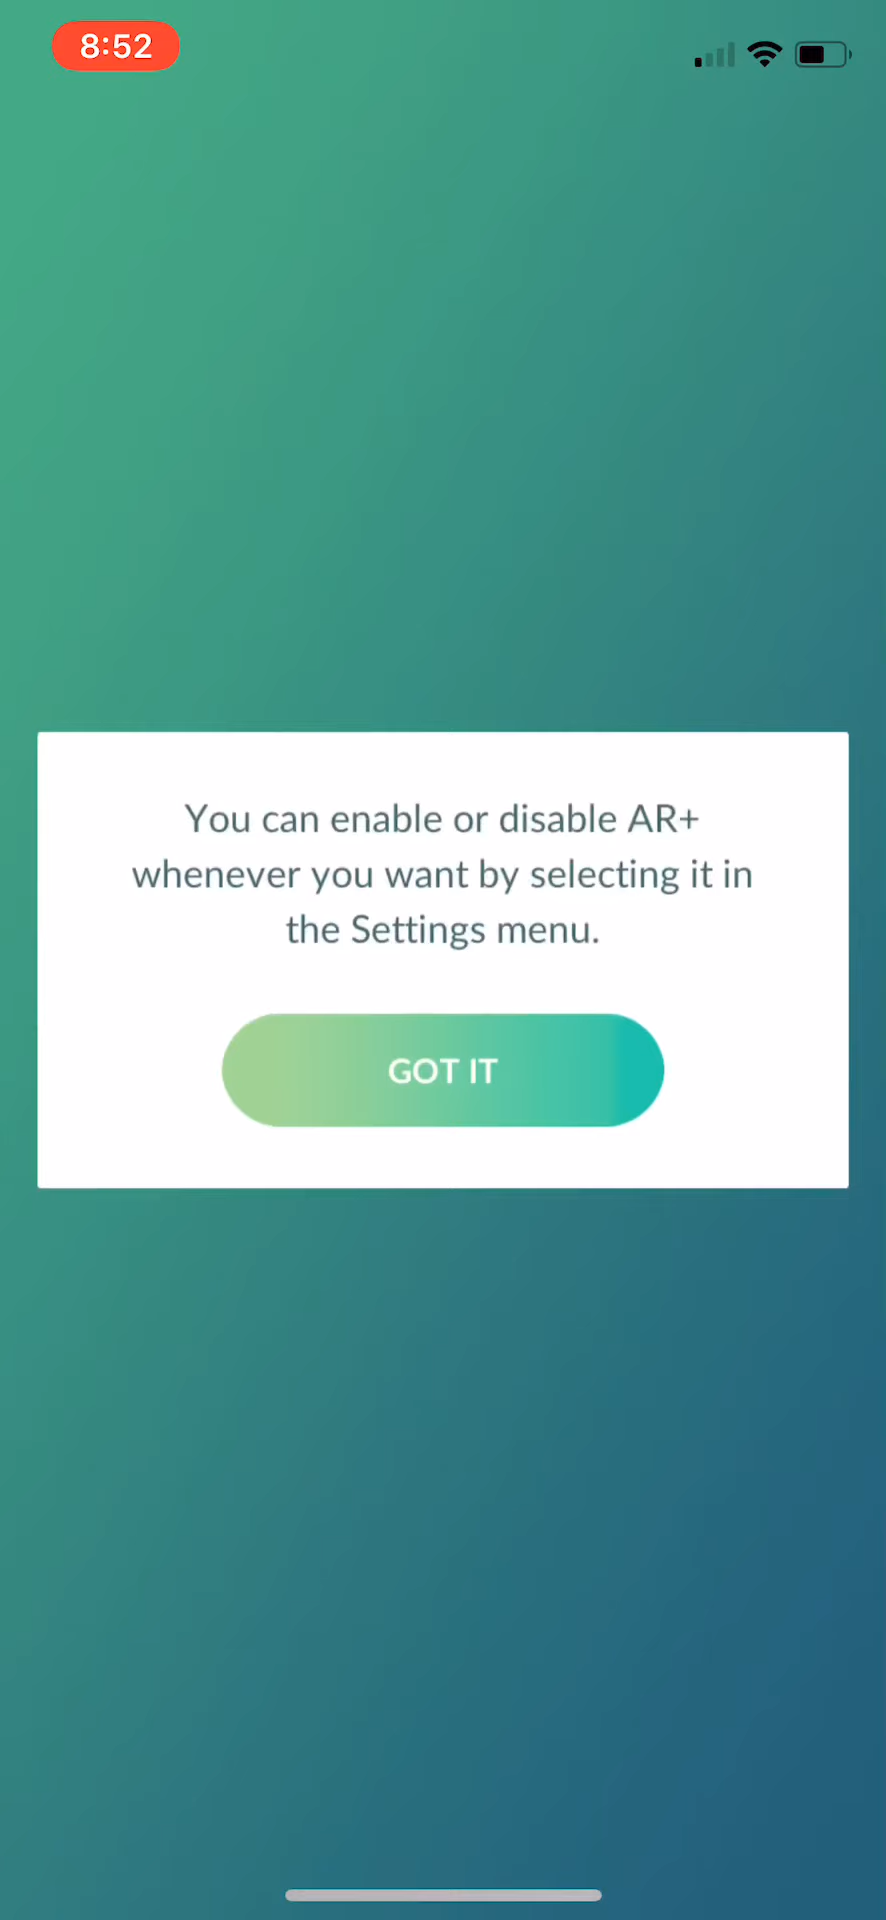 8:52
You can enable or disable AR+
whenever you want by selecting it in
the Settings menu.
GOT IT